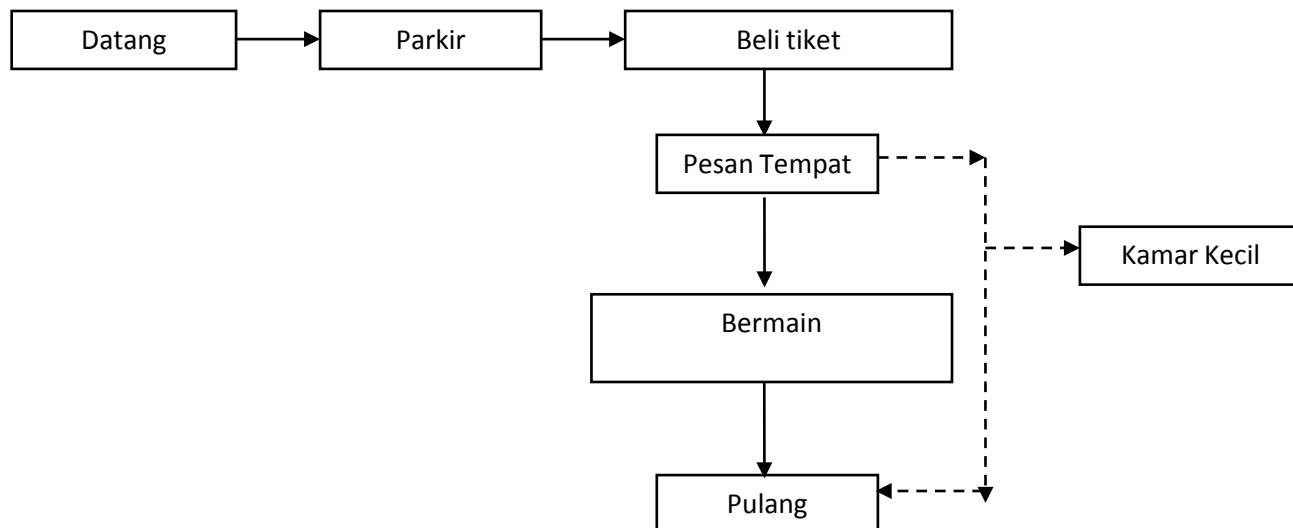 Datang
Parkir
Beli tiket
Pesan Tempat
Kamar Kecil
Bermain
Pulang